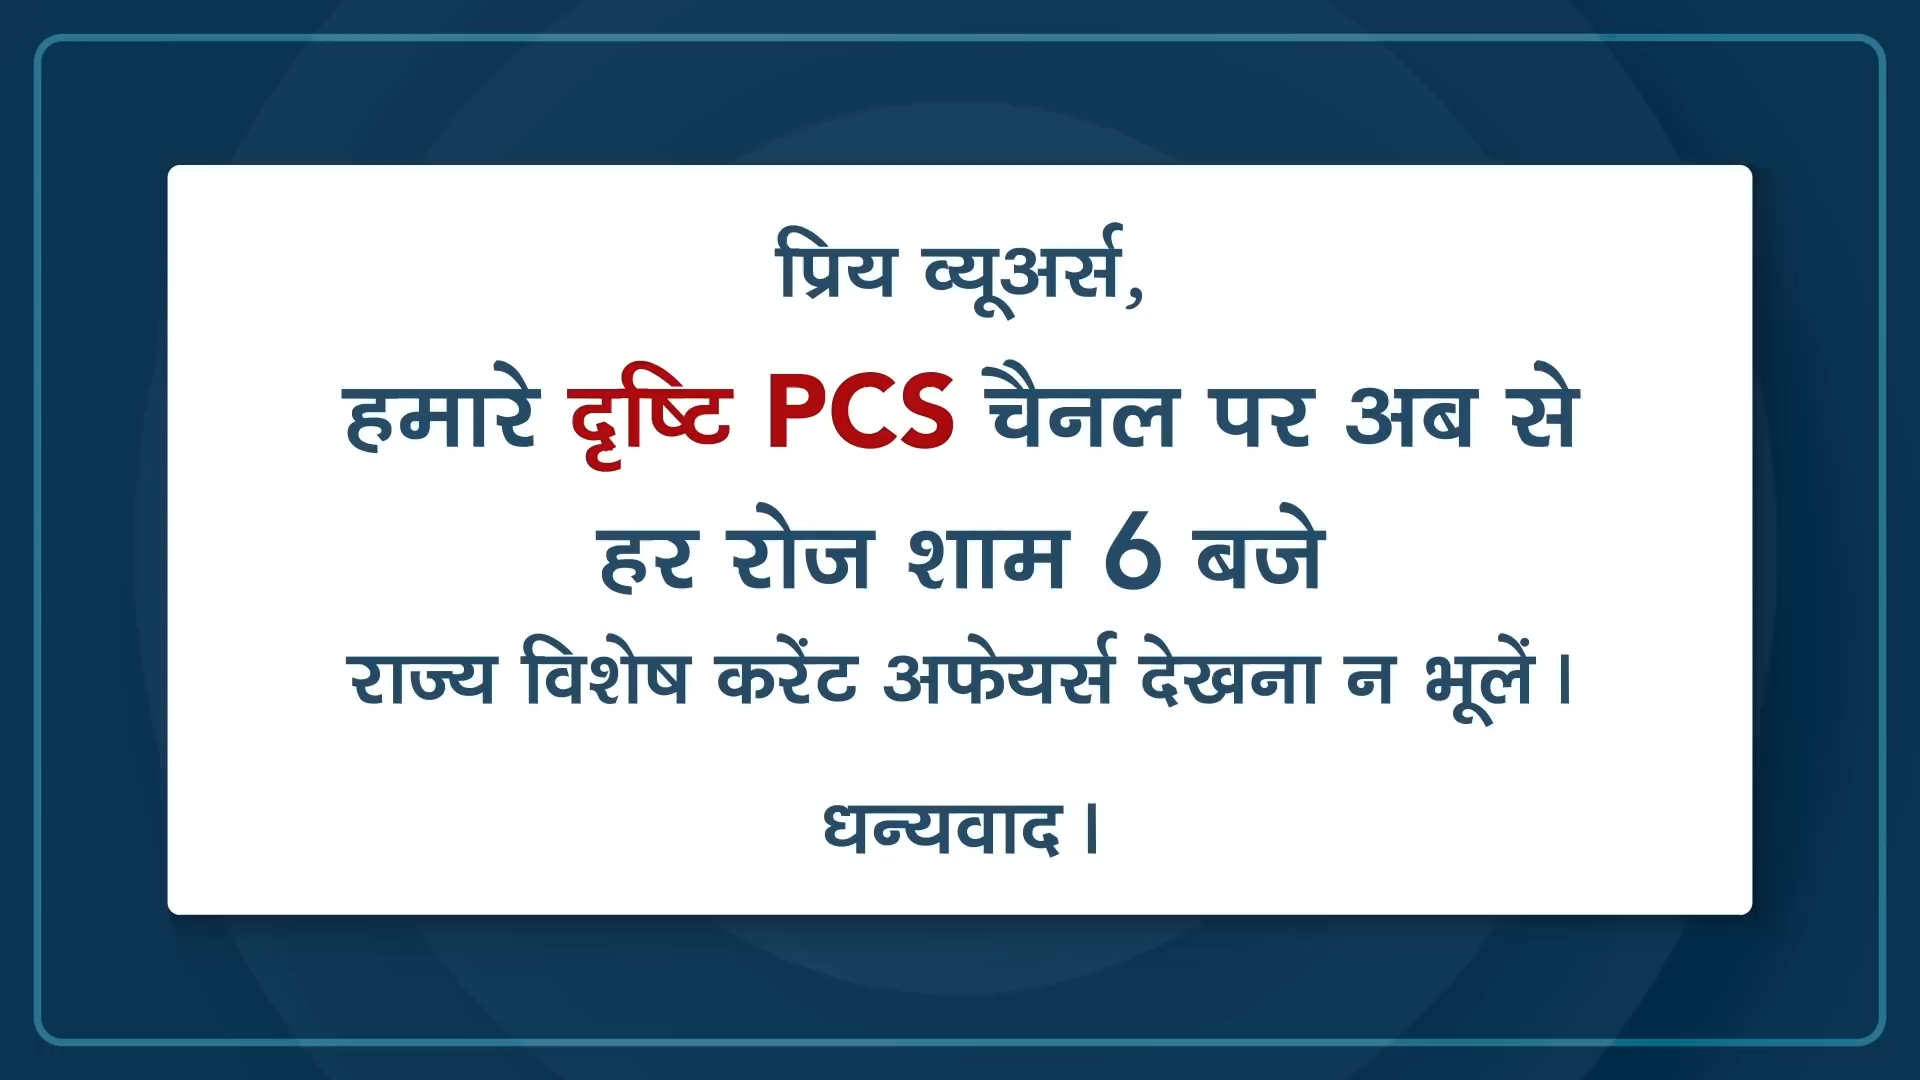 प्रिय व्यूअर्स,
हमारे दृष्टि PCS चैनल पर अब से
हर रोज शाम 6 बजे
राज्य विशेष करेंट अफेयर्स देखना न भूलें।
धन्यवाद।